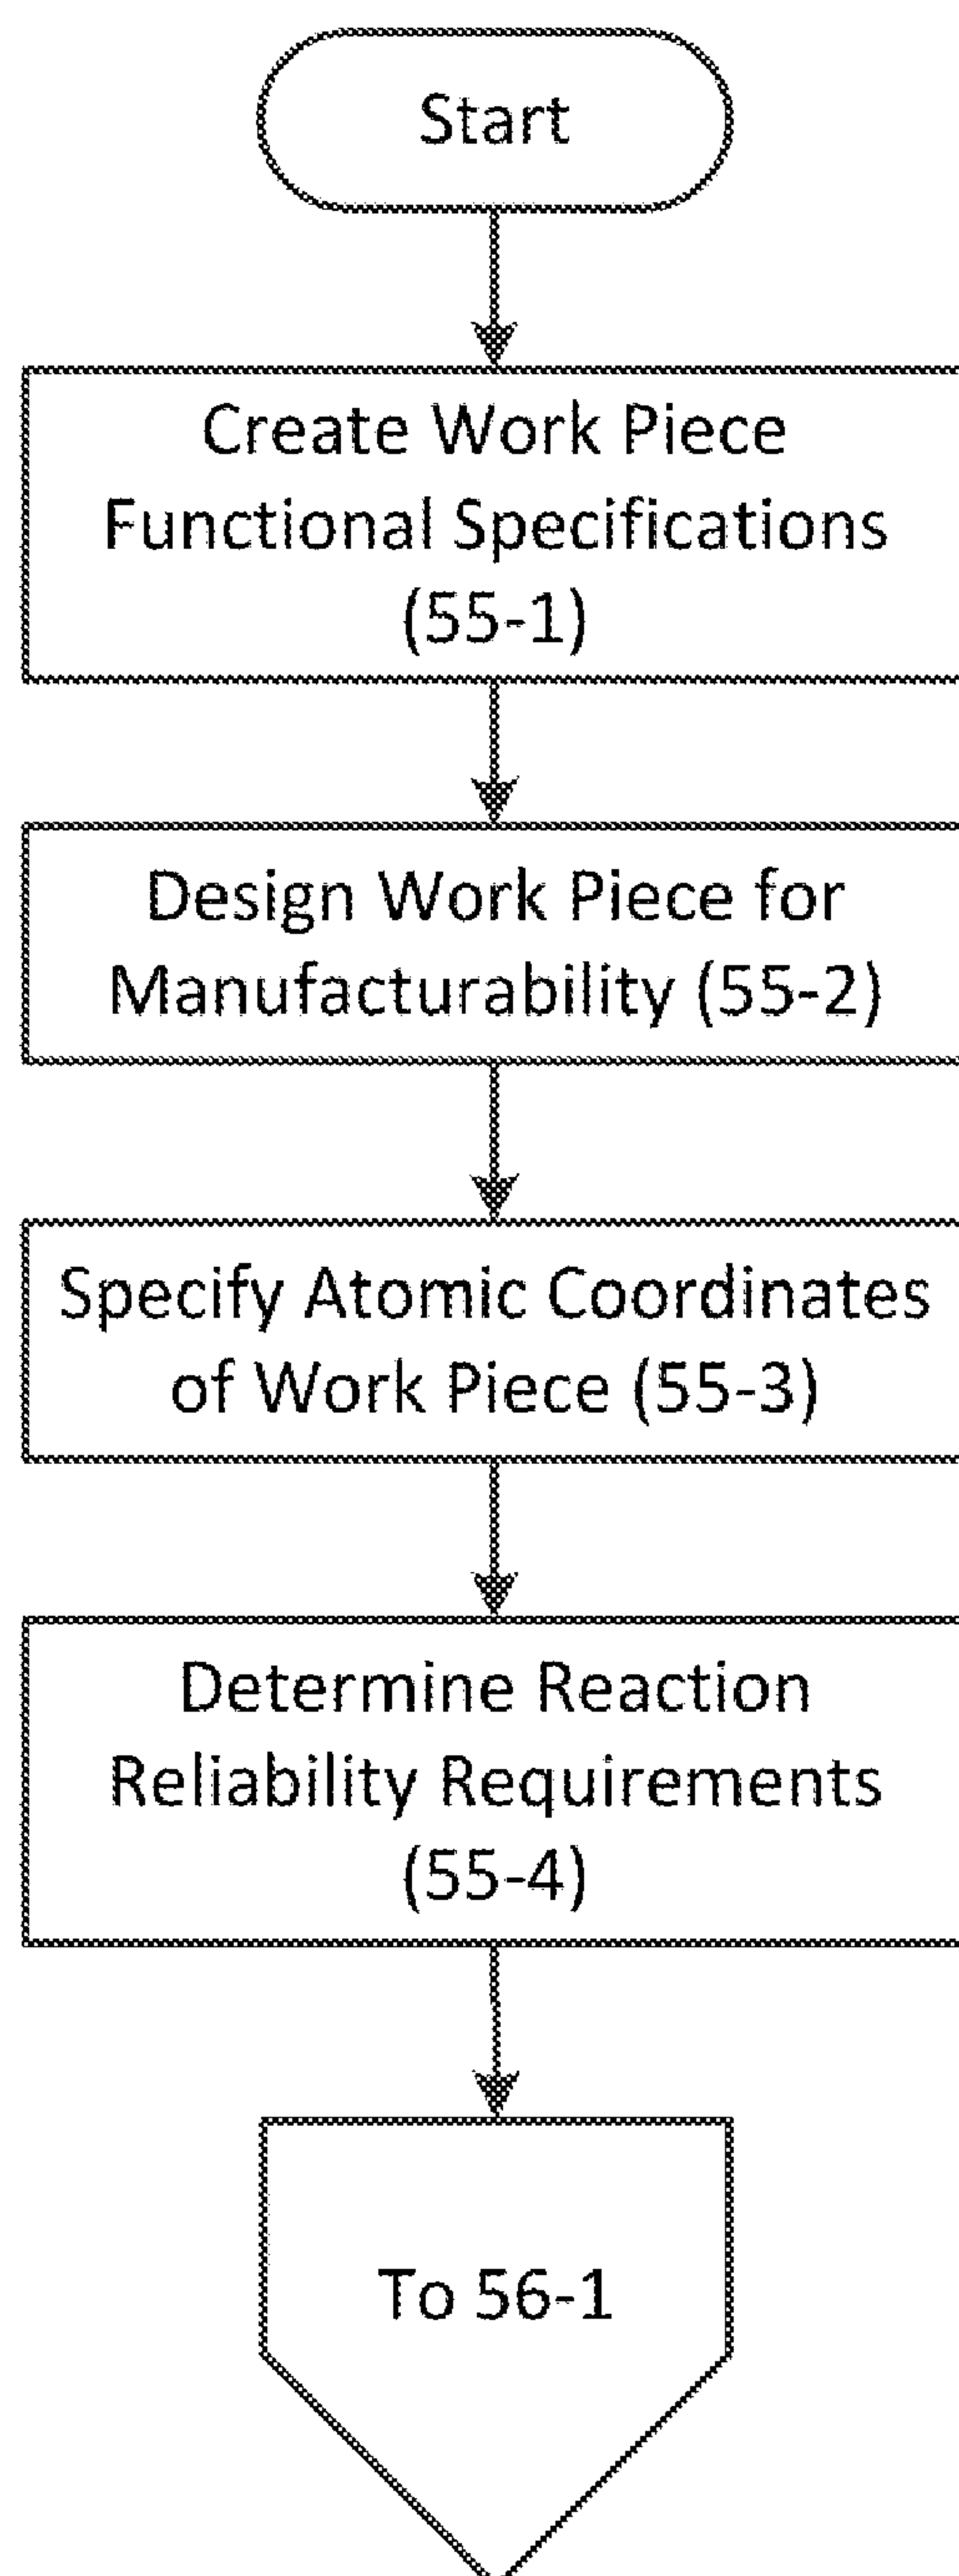 Start
Create Work Piece
Functional Specifications
(55-1)
Design Work Piece for
Manufacturability (55-2)
Specify Atomic Coordinates
of Work Piece (55-3)
Determine Reaction
Reliability Requirements
(55-4)
To 56-1